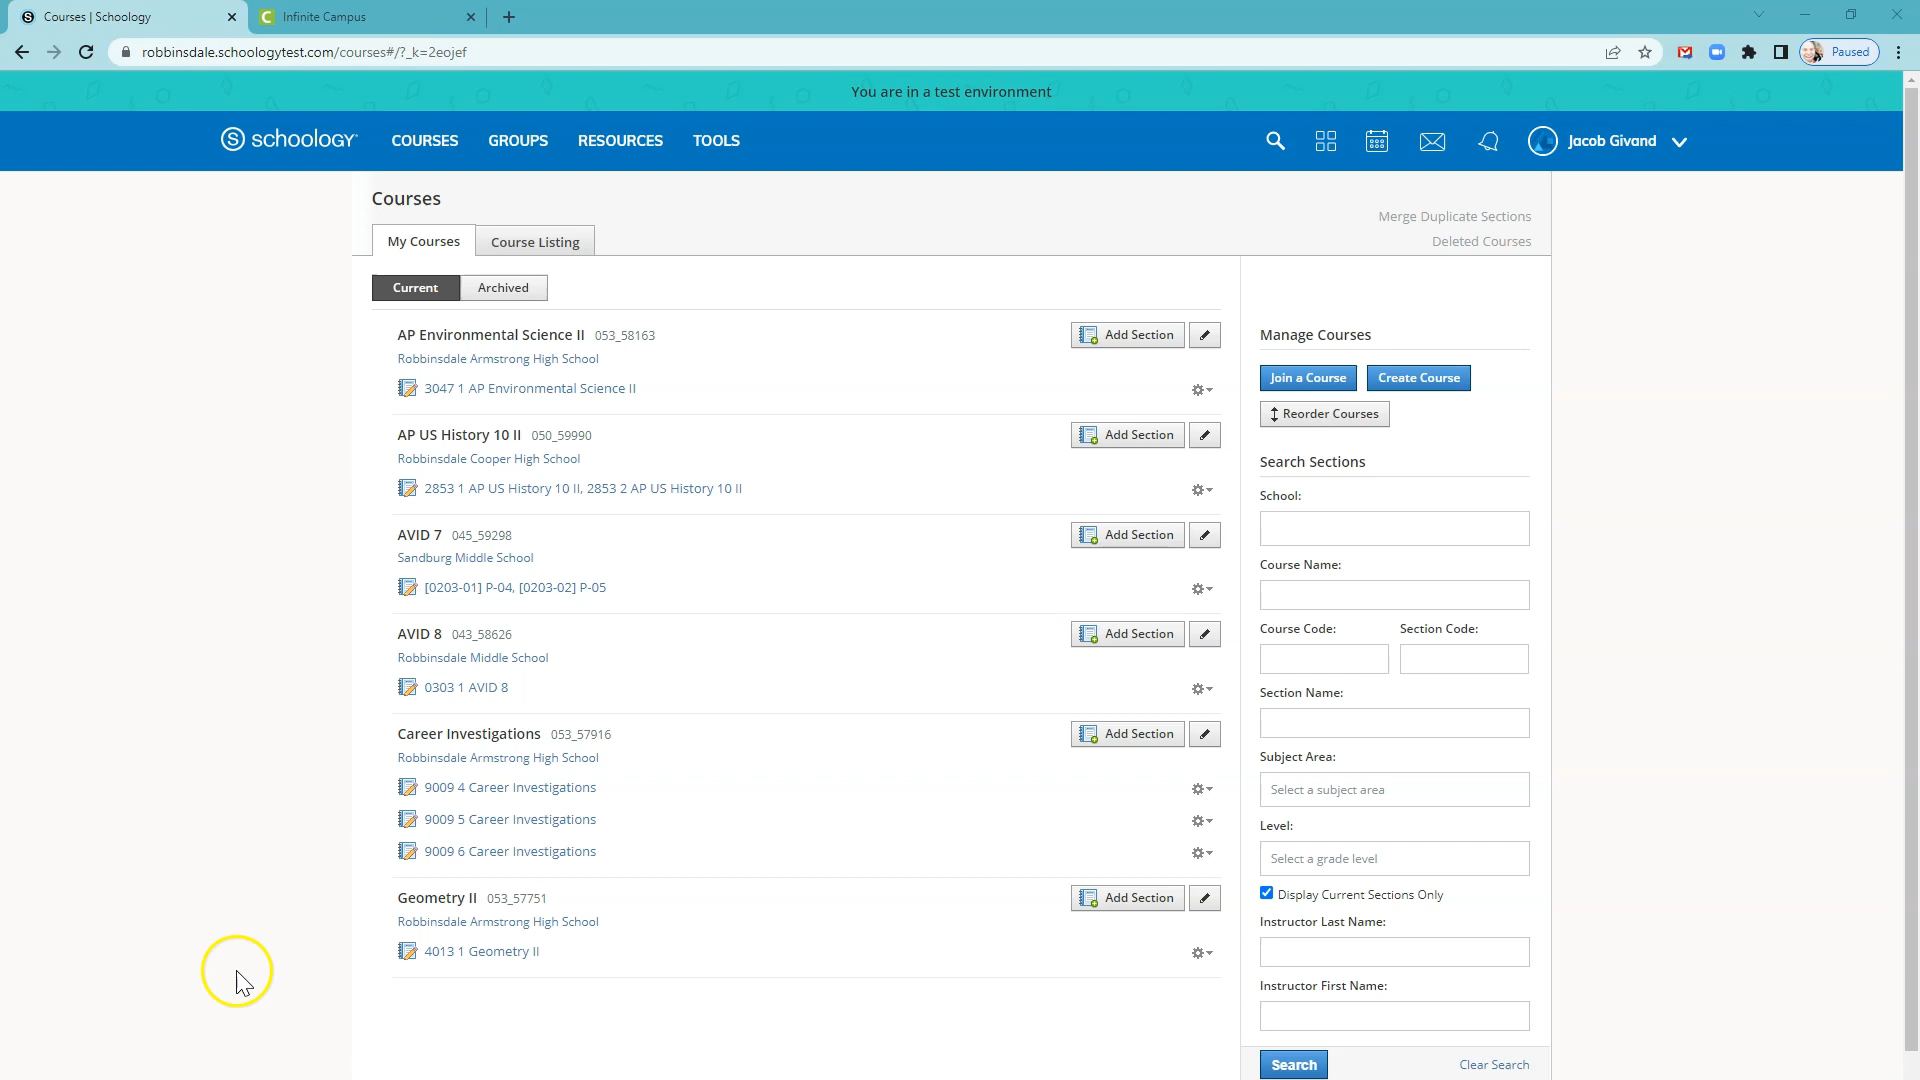 Courses | Schoology
Infinite Campus
robbinsdale.schoologytest.com/courses#/?_k=2eojef
Paused
You are in a test environment
schoology
COURSES
GROUPS
RESOURCES
TOOLS
Jacob Givand
Courses
Merge Duplicate Sections
Deleted Courses
My Courses
Course Listing
Current
Archived
AP Environmental Science II 053_58163
Add Section
Robbinsdale Armstrong High School
3047 1 AP Environmental Science II
AP US History 10 II 050_59990
Add Section
Robbinsdale Cooper High School
2853 1 AP US History 10 II, 2853 2 AP US History 10 II
AVID 7 045_59298
Add Section
Sandburg Middle School
[0203-01] P-04, [0203-02] P-05
AVID 8 043_58626
Add Section
Robbinsdale Middle School
0303 1 AVID 8
Career Investigations 053_57916
Add Section
Robbinsdale Armstrong High School
9009 4 Career Investigations
9009 5 Career Investigations
9009 6 Career Investigations
Geometry II 053_57751
Add Section
Robbinsdale Armstrong High School
4013 1 Geometry II
Manage Courses
Join a Course
Create Course
Reorder Courses
Search Sections
School:
Course Name:
Course Code:
Section Code:
Section Name:
Subject Area:
Select a subject area
Level:
Select a grade level
Display Current Sections Only
Instructor Last Name:
Instructor First Name:
Search
Clear Search